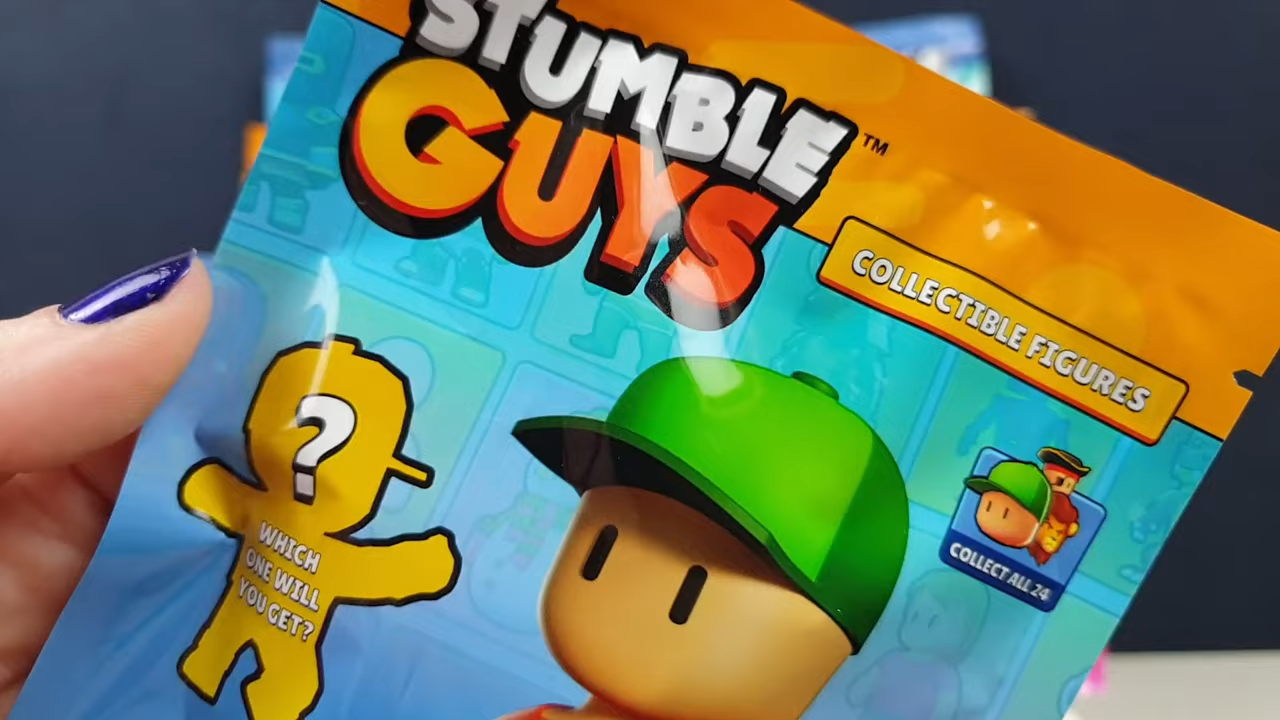 STUMBLE
GUYS
™
COLLECTIBLE FIGURES
?
WHICH
ONE WILL
YOU GET?
COLLECT ALL 24